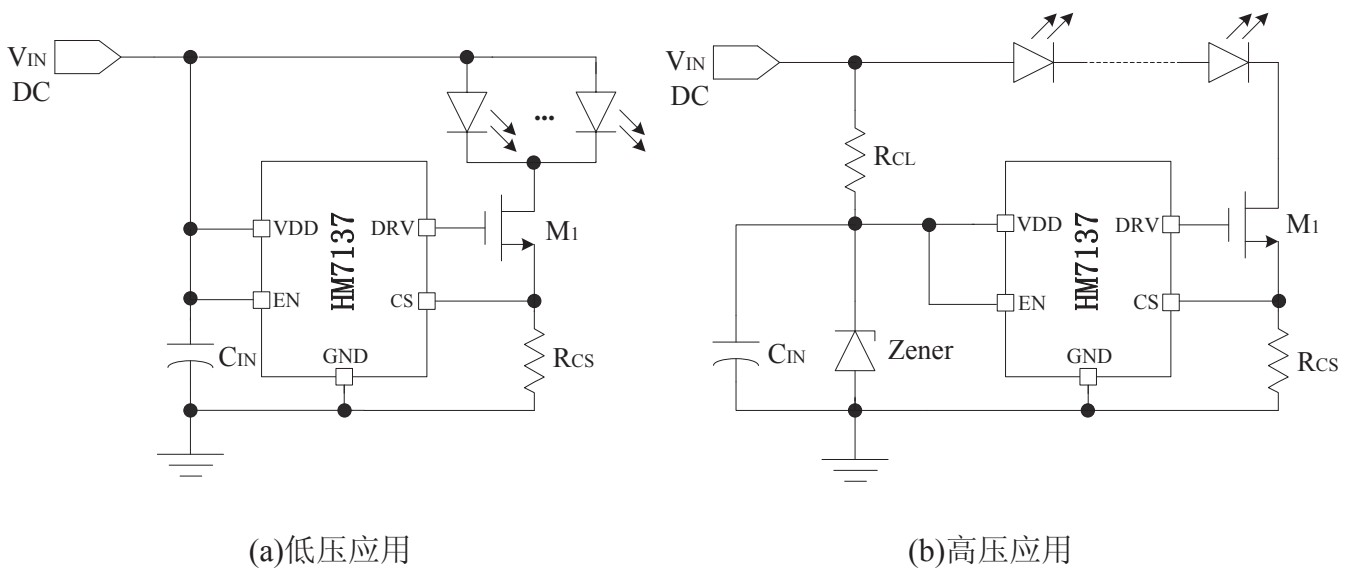 VIN
DC
VDD
DRV
HM7137
M1
EN
CS
...
CIN
GND
RCS
(a)低压应用
VIN
DC
RCL
VDD
DRV
HM7137
M1
EN
CS
CIN
Zener
GND
RCS
(b)高压应用